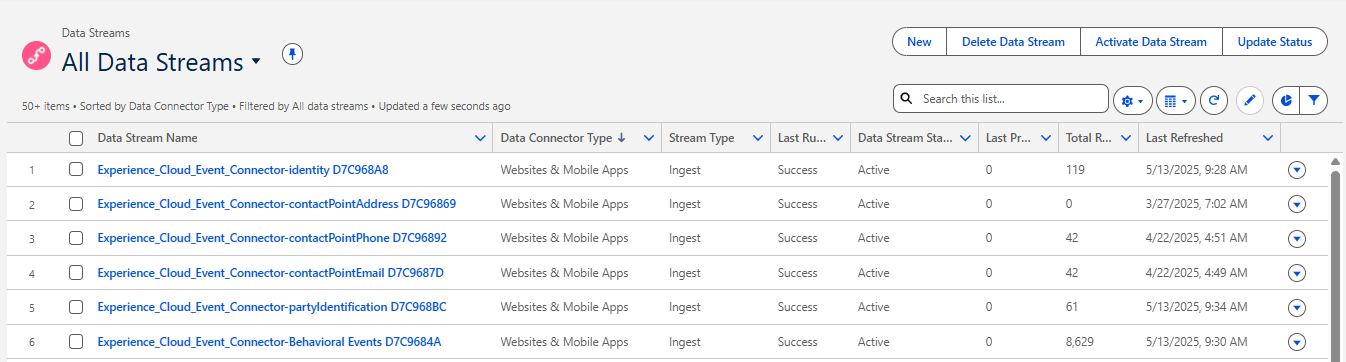 Data Streams
All Data Streams
New Delete Data Stream Activate Data Stream Update Status
50+ items • Sorted by Data Connector Type • Filtered by All data streams • Updated a few seconds ago
Search this list...
Data Stream Name Data Connector Type Stream Type Last Ru... Data Stream Sta... Last Pr... Total R... Last Refreshed
1 Experience_Cloud_Event_Connector-identity D7C968A8 Websites & Mobile Apps Ingest Success Active 0 119 5/13/2025, 9:28 AM
2 Experience_Cloud_Event_Connector-contactPointAddress D7C96869 Websites & Mobile Apps Ingest Success Active 0 0 3/27/2025, 7:02 AM
3 Experience_Cloud_Event_Connector-contactPointPhone D7C96892 Websites & Mobile Apps Ingest Success Active 0 42 4/22/2025, 4:51 AM
4 Experience_Cloud_Event_Connector-contactPointEmail D7C9687D Websites & Mobile Apps Ingest Success Active 0 42 4/22/2025, 4:49 AM
5 Experience_Cloud_Event_Connector-partyIdentification D7C968BC Websites & Mobile Apps Ingest Success Active 0 61 5/13/2025, 9:34 AM
6 Experience_Cloud_Event_Connector-Behavioral Events D7C9684A Websites & Mobile Apps Ingest Success Active 0 8,629 5/13/2025, 9:30 AM